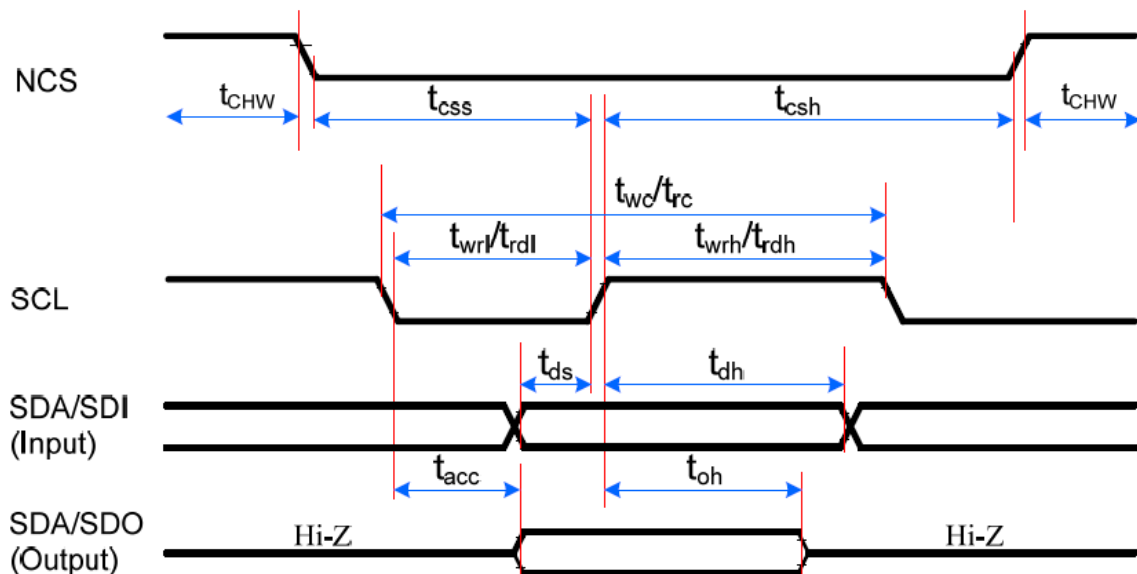 NCS
tCHW
tcss
tcsh
tCHW
twc/trc
twrl/trdl
twrh/trdh
SCL
tds
tdh
SDA/SDI
(Input)
tacc
toh
SDA/SDO
(Output)
Hi-Z
Hi-Z